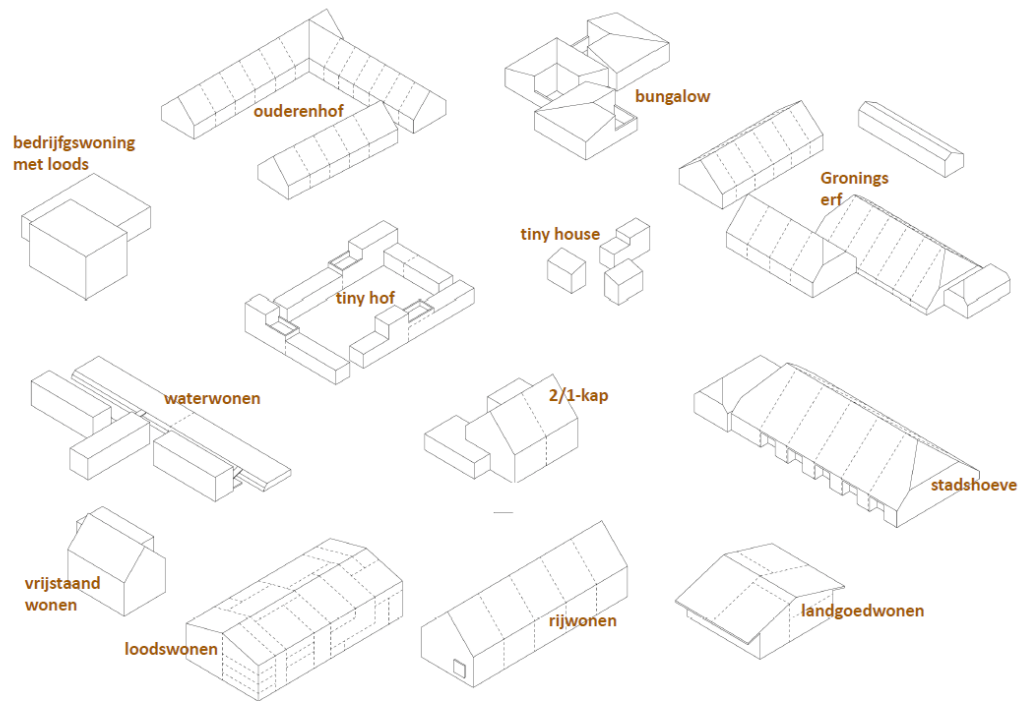 ouderenhof
bungalow
bedrijfgswoning
met loods
Gronings
erf
tiny house
tiny hof
waterwonen
2/1-kap
stadshoeve
vrijstaand
wonen
loodswonen
rijwonen
landgoedwonen